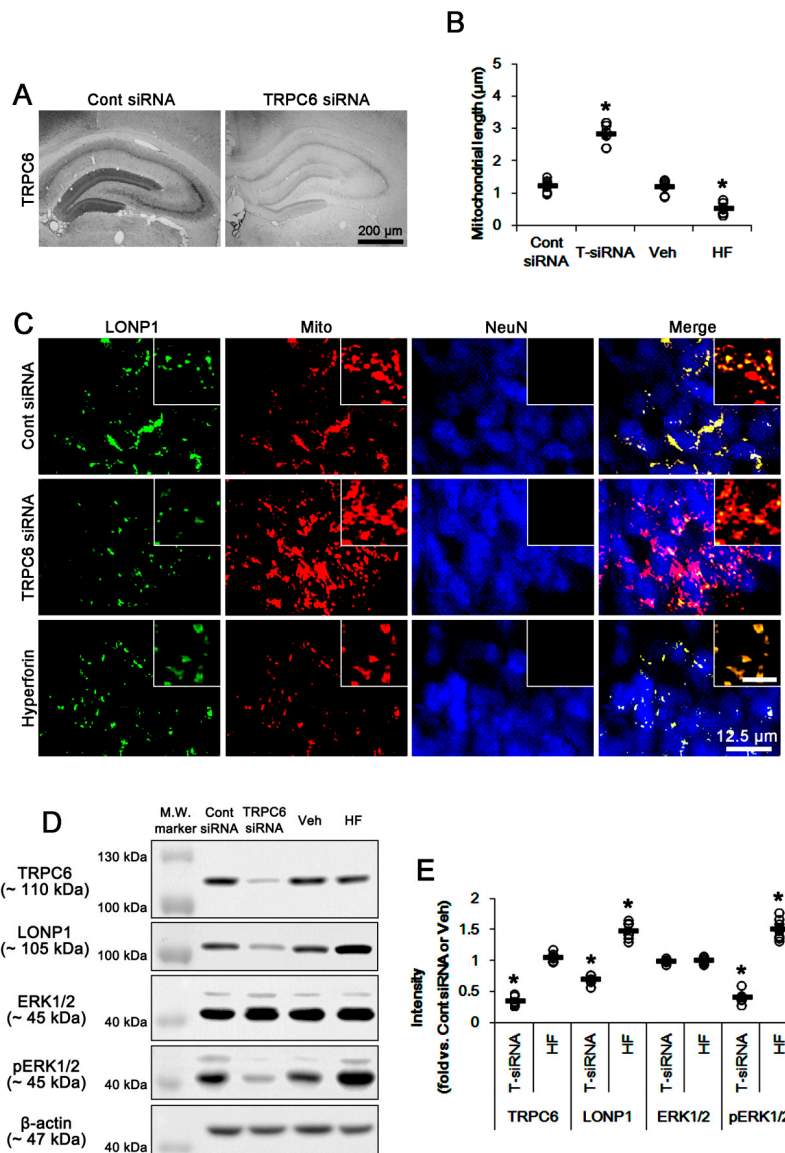 A
Cont siRNA
TRPC6 siRNA
TRPC6
200 µm
B
Mitochondrial length (µm)
5
4
3
2
1
0
*
*
Cont siRNA
T-siRNA
Veh
HF
C
LONP1
Mito
NeuN
Merge
Cont siRNA
TRPC6 siRNA
Hyperforin
12.5 µm
D
M.W. marker
Cont siRNA
TRPC6 siRNA
Veh
HF
TRPC6
(~ 110 kDa)
130 kDa
100 kDa
LONP1
(~ 105 kDa)
100 kDa
ERK1/2
(~ 45 kDa)
40 kDa
pERK1/2
(~ 45 kDa)
40 kDa
β-actin
(~ 47 kDa)
40 kDa
E
Intensity
(fold vs. Cont siRNA or Veh)
2
1.5
1
0.5
0
*
*
*
*
*
T-siRNA
HF
T-siRNA
HF
T-siRNA
HF
T-siRNA
HF
TRPC6
LONP1
ERK1/2
pERK1/2